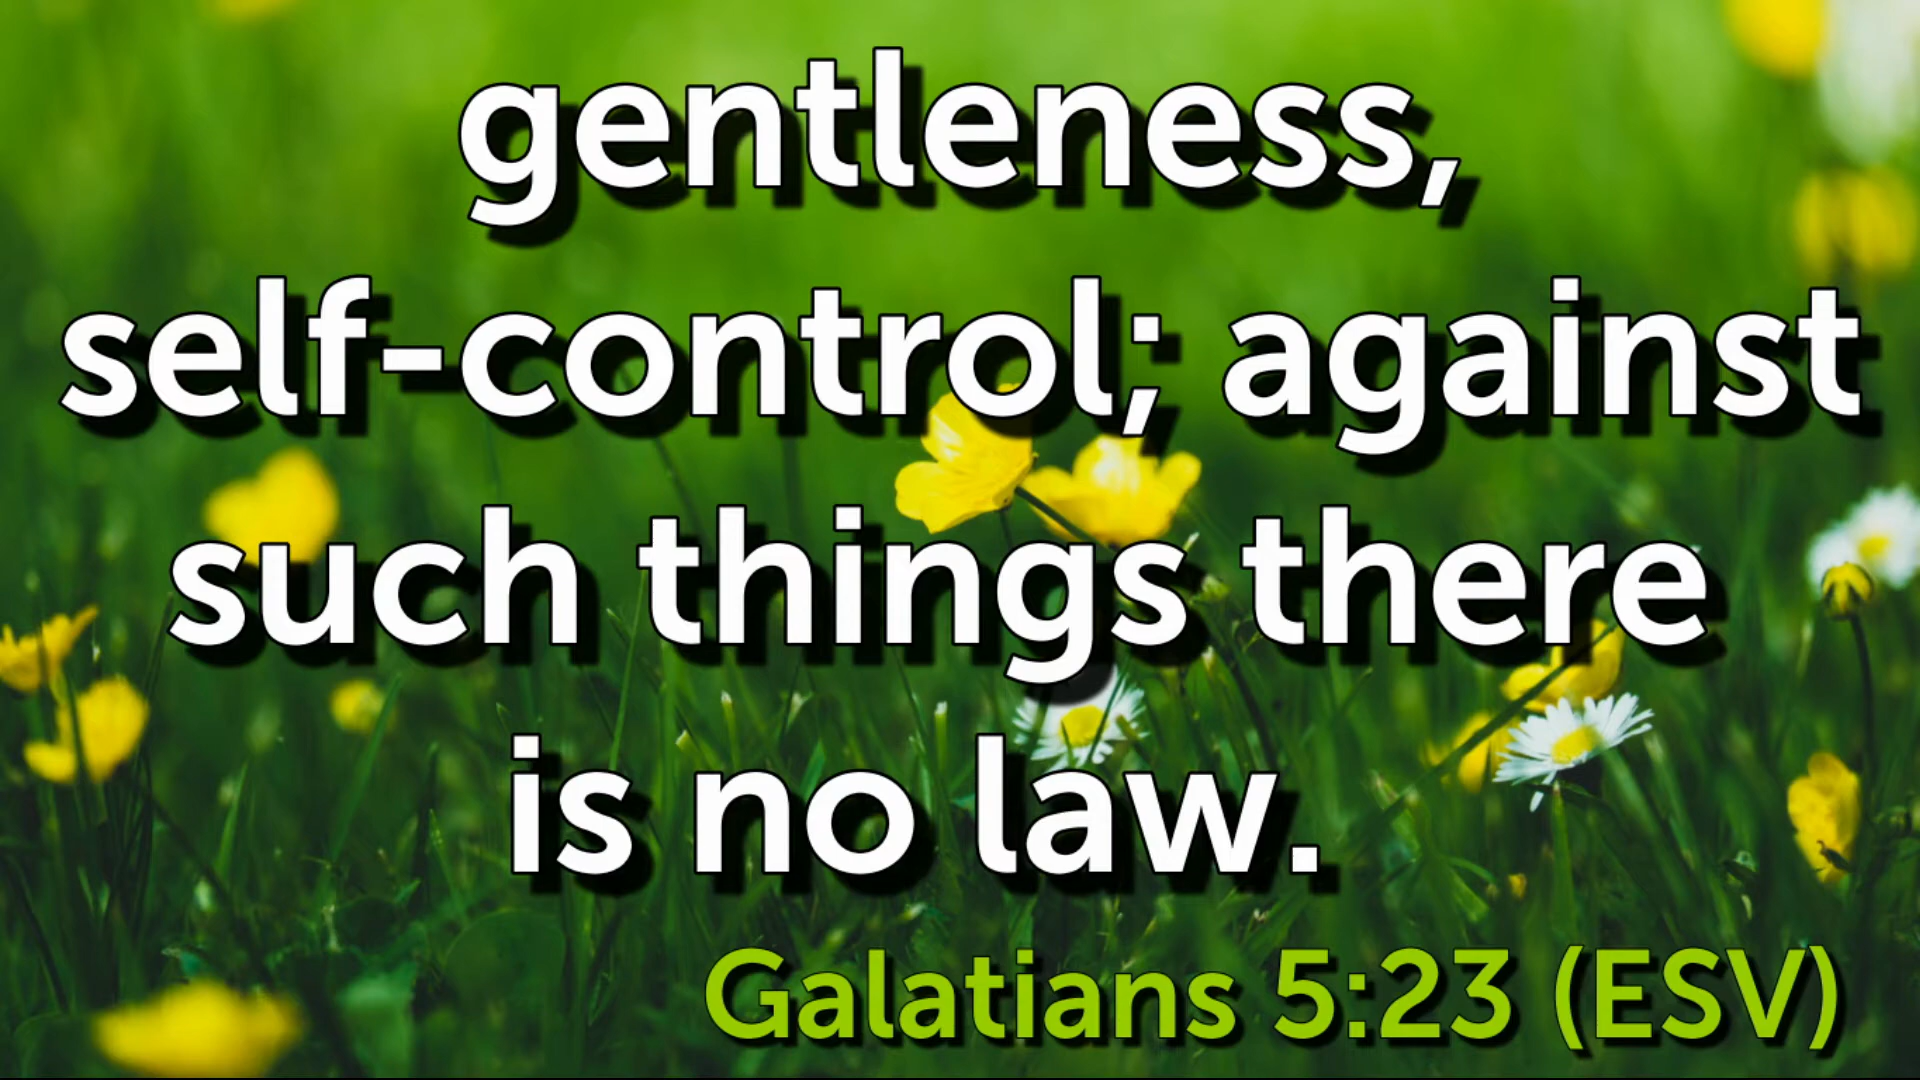 gentleness,
self-control; against
such things there
is no law.
Galatians 5:23 (ESV)